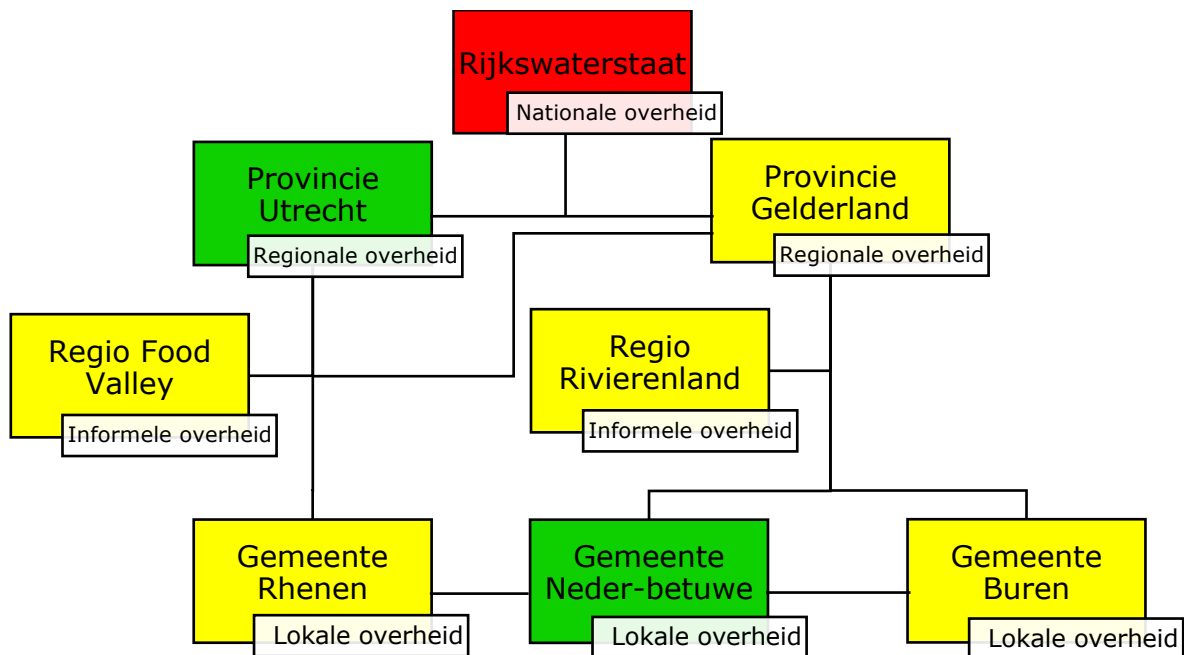 Rijkswaterstaat
Nationale overheid
Provincie
Utrecht
Regionale overheid
Provincie
Gelderland
Regionale overheid
Regio Food
Valley
Informele overheid
Regio
Rivierenland
Informele overheid
Gemeente
Rhenen
Lokale overheid
Gemeente
Neder-betuwe
Lokale overheid
Gemeente
Buren
Lokale overheid